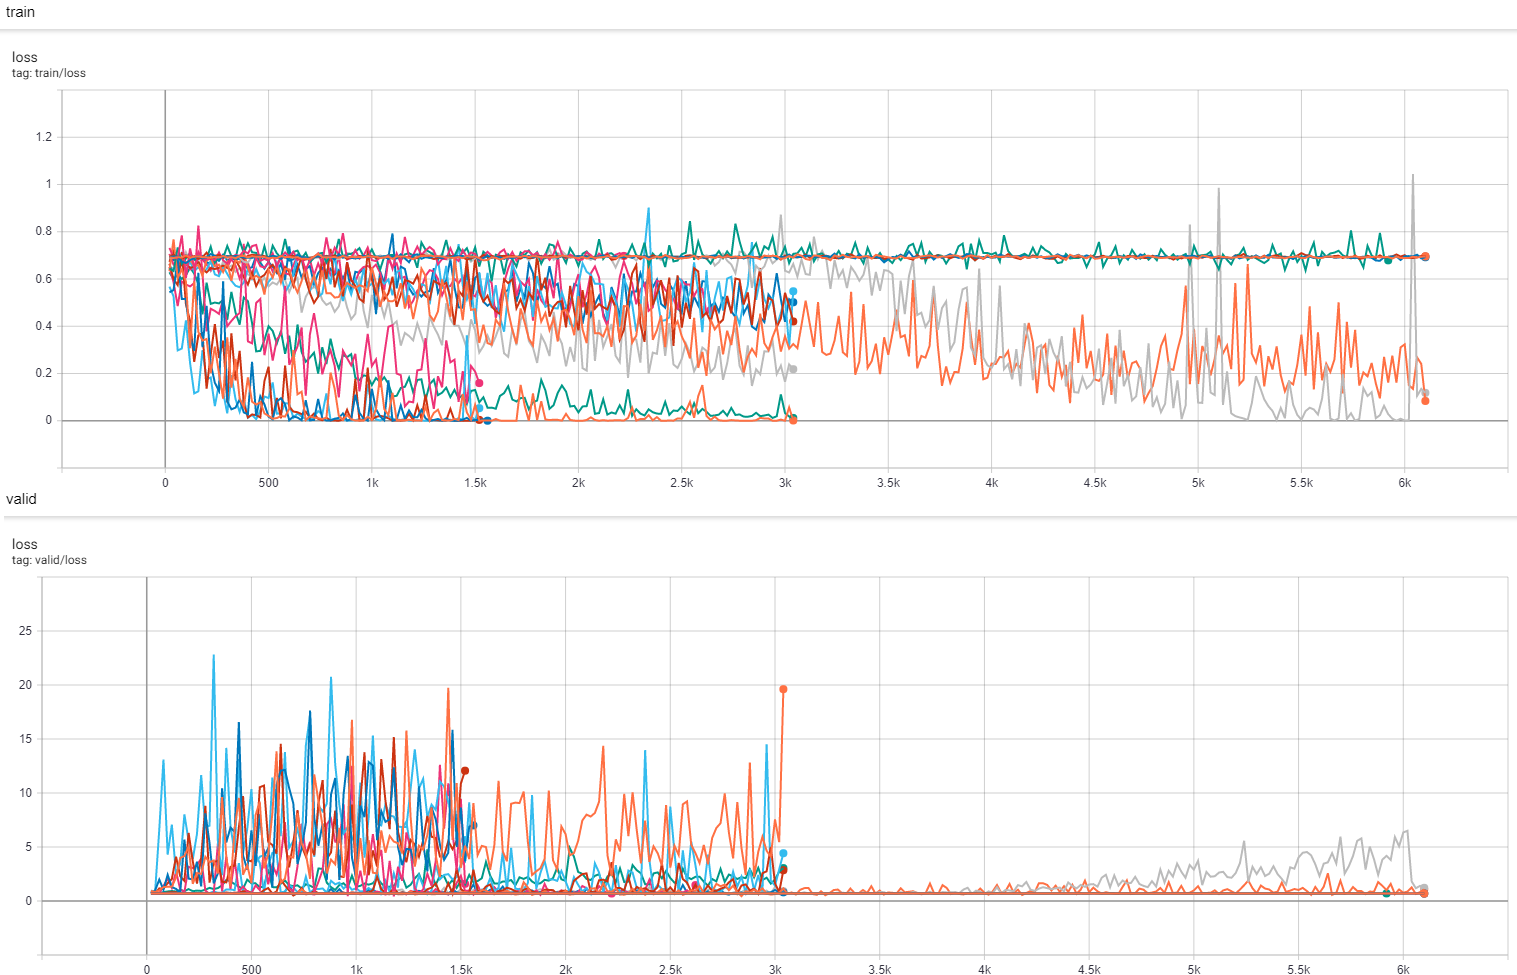 train
loss
tag: train/loss
1.2
1
0.8
0.6
0.4
0.2
0
0 500 1k 1.5k 2k 2.5k 3k 3.5k 4k 4.5k 5k 5.5k 6k
valid
loss
tag: valid/loss
25
20
15
10
5
0
0 500 1k 1.5k 2k 2.5k 3k 3.5k 4k 4.5k 5k 5.5k 6k